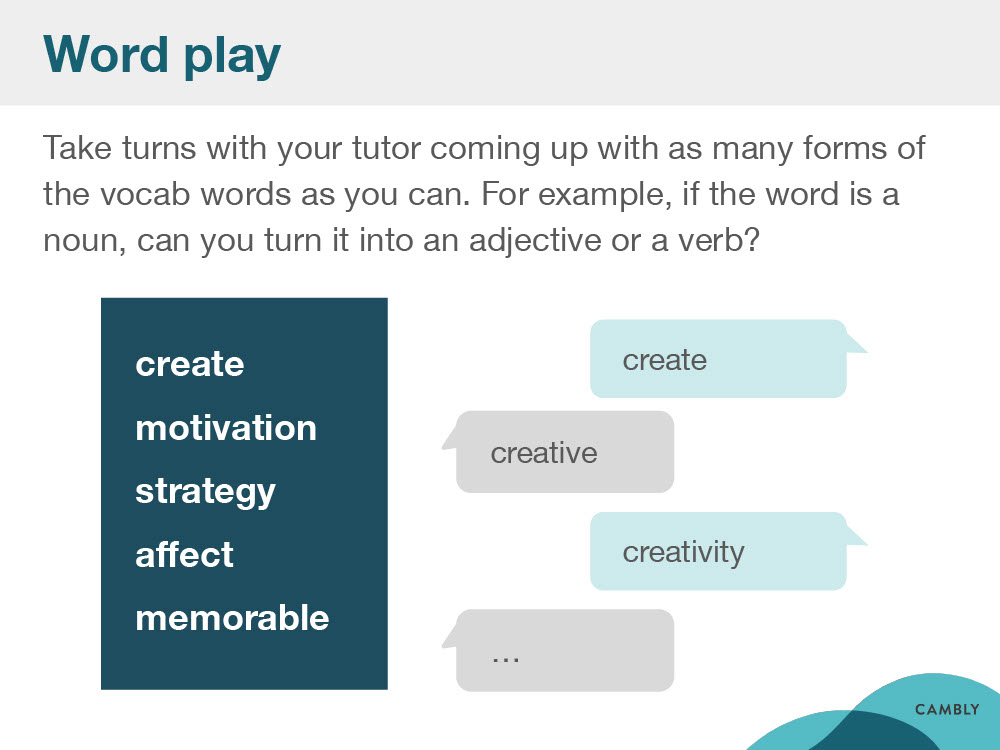 Word play
Take turns with your tutor coming up with as many forms of
the vocab words as you can. For example, if the word is a
noun, can you turn it into an adjective or a verb?
create
motivation
strategy
affect
memorable
create
creative
creativity
...
CAMBLY